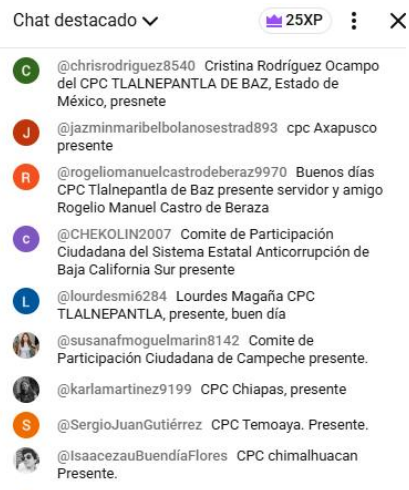 Chat destacado
25XP
C
@chrisrodriguez8540 Cristina Rodríguez Ocampo
del CPC TLALNEPANTLA DE BAZ, Estado de
México, presnete
J
@jazminmaribelbolanosestrad893 cpc Axapusco
presente
R
@rogeliomanuelcastrodeberaz9970 Buenos días
CPC Tlalnepantla de Baz presente servidor y amigo
Rogelio Manuel Castro de Beraza
c
@CHEKOLIN2007 Comite de Participación
Ciudadana del Sistema Estatal Anticorrupción de
Baja California Sur presente
L
@lourdesmi6284 Lourdes Magaña CPC
TLALNEPANTLA, presente, buen día
@susanafmoguelmarin8142 Comite de
Participación Ciudadana de Campeche presente.
@karlamartinez9199 CPC Chiapas, presente
S
@SergioJuanGutiérrez CPC Temoaya. Presente.
@IsaacezauBuendíaFlores CPC chimalhuacan
Presente.